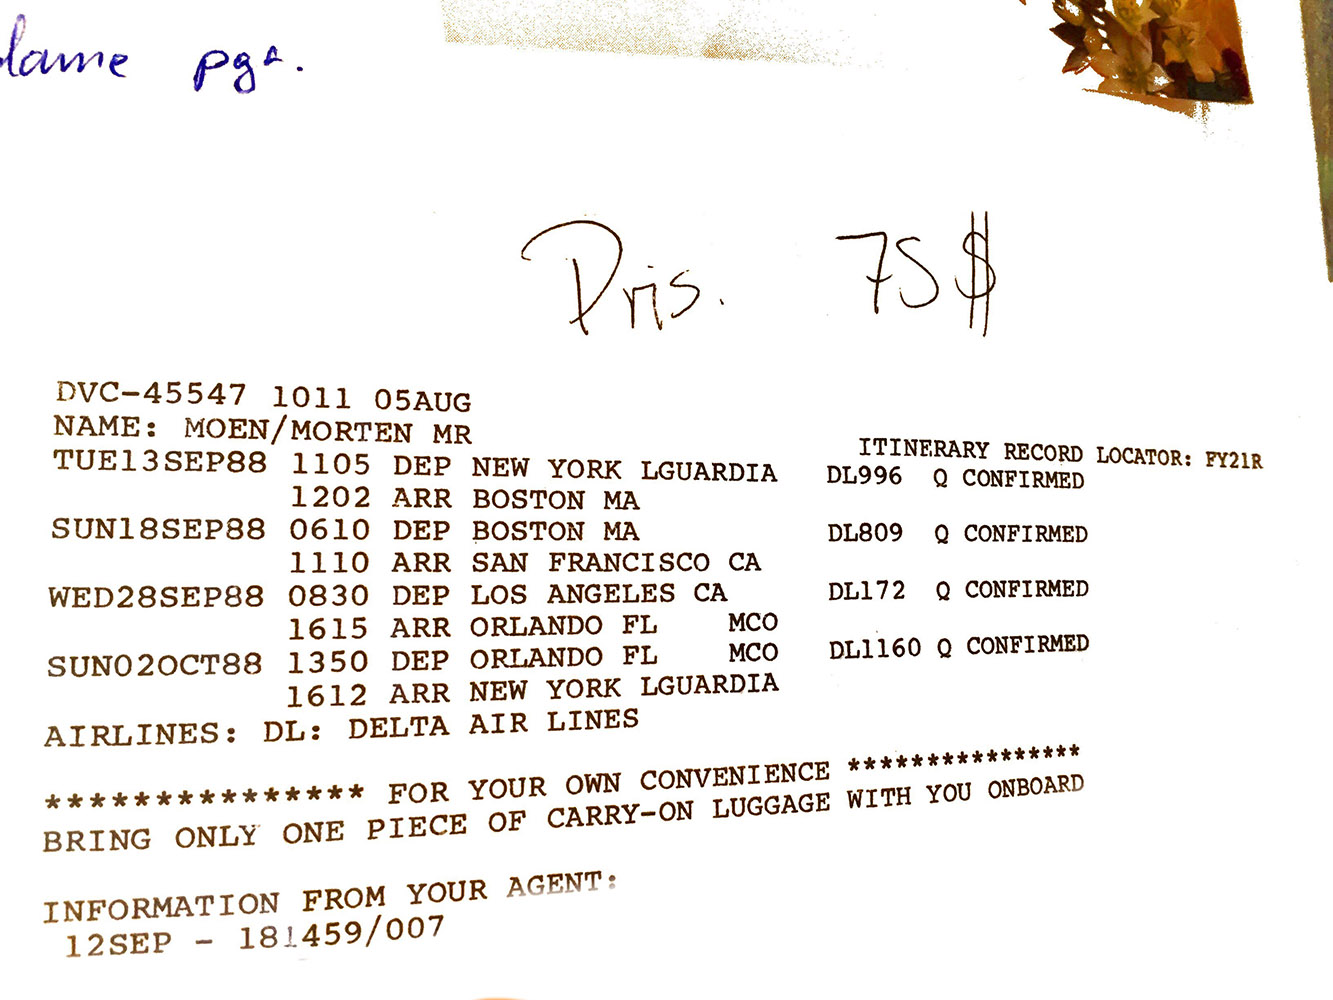 pga.
Pris. 75$
DVC-45547 1011 05AUG
NAME: MOEN/MORTEN MR
ITINERARY RECORD LOCATOR: FY21R
TUE13SEP88 1105 DEP NEW YORK LGUARDIA DL996 Q CONFIRMED
1202 ARR BOSTON MA
SUN18SEP88 0610 DEP BOSTON MA DL809 Q CONFIRMED
1110 ARR SAN FRANCISCO CA
WED28SEP88 0830 DEP LOS ANGELES CA DL172 Q CONFIRMED
1615 ARR ORLANDO FL MCO
SUN02OCT88 1350 DEP ORLANDO FL MCO DL1160 Q CONFIRMED
1612 ARR NEW YORK LGUARDIA
AIRLINES: DL: DELTA AIR LINES
*************** FOR YOUR OWN CONVENIENCE ****************
BRING ONLY ONE PIECE OF CARRY-ON LUGGAGE WITH YOU ONBOARD
INFORMATION FROM YOUR AGENT:
12SEP - 181459/007